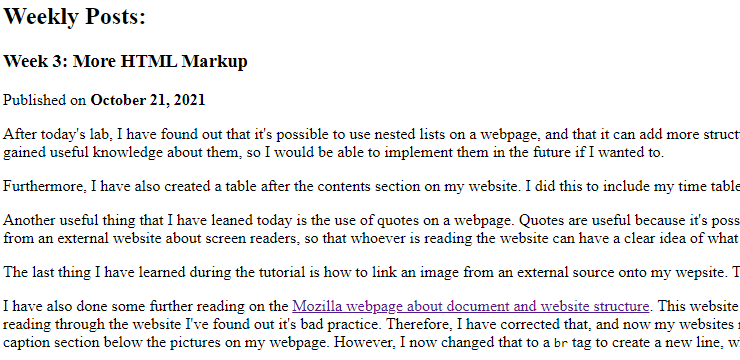 Weekly Posts:
Week 3: More HTML Markup
Published on October 21, 2021
After today's lab, I have found out that it's possible to use nested lists on a webpage, and that it can add more struct
gained useful knowledge about them, so I would be able to implement them in the future if I wanted to.
Furthermore, I have also created a table after the contents section on my website. I did this to include my time table
Another useful thing that I have leaned today is the use of quotes on a webpage. Quotes are useful because it's poss
from an external website about screen readers, so that whoever is reading the website can have a clear idea of what
The last thing I have learned during the tutorial is how to link an image from an external source onto my wepsite. T
I have also done some further reading on the Mozilla webpage about document and website structure. This website
reading through the website I've found out it's bad practice. Therefore, I have corrected that, and now my websites
caption section below the pictures on my webpage. However, I now changed that to a br tag to create a new line, w